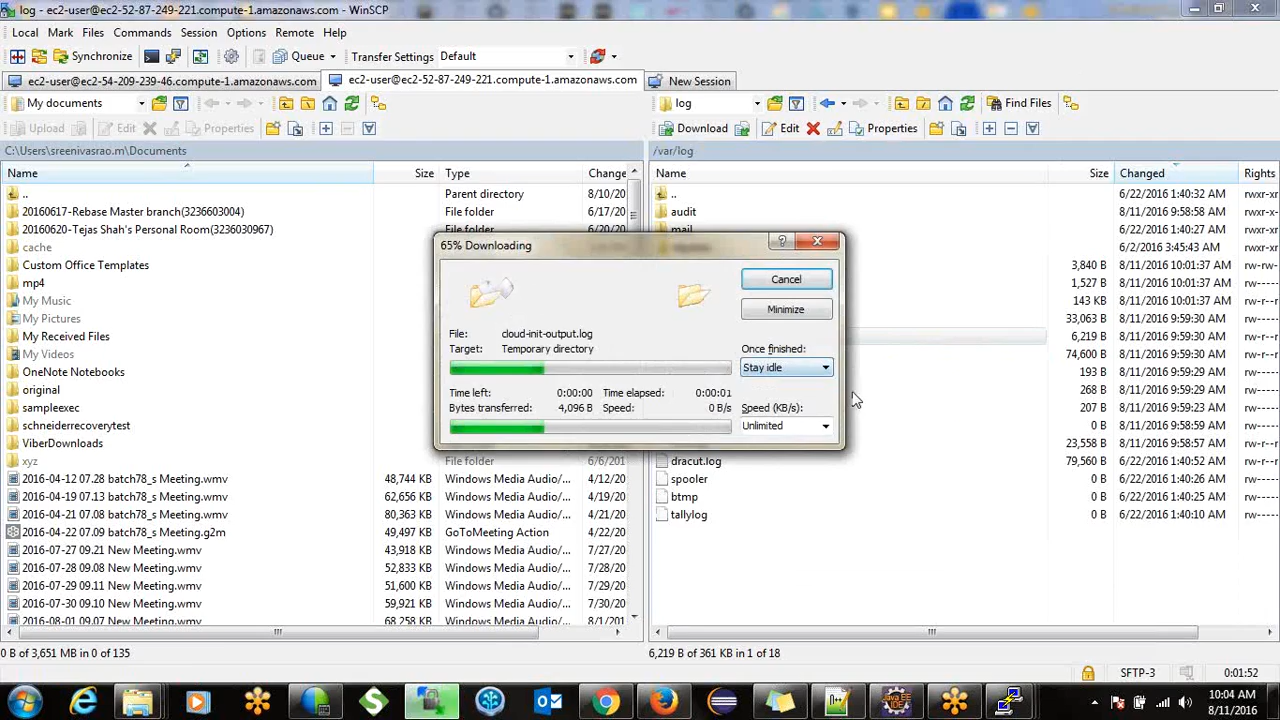 log - ec2-user@ec2-52-87-249-221.compute-1.amazonaws.com - WinSCP
Local Mark Files Commands Session Options Remote Help
Synchronize Queue Transfer Settings Default
ec2-user@ec2-54-209-239-46.compute-1.amazonaws.com ec2-user@ec2-52-87-249-221.compute-1.amazonaws.com New Session
My documents log Find Files
Upload Edit Properties Download Edit Properties
C:\Users\sreenivasrao.m\Documents /var/log
Name Size Type Change Name Size Changed Rights
.. Parent directory 8/10/20 .. 6/22/2016 1:40:32 AM rwxr-x
20160617-Rebase Master branch(3236603004) File folder 6/17/20 audit 8/11/2016 9:58:58 AM rwxr-x
20160620-Tejas Shah's Personal Room(3236030967) File folder 6/20/20 mail 8/11/2016 9:58:40 AM rwxr-x
cache 6/2/2016 3:45:43 AM rwxr-x
Custom Office Templates 3,840 B 8/11/2016 10:01:37 AM rw-rw-
mp4 1,527 B 8/11/2016 10:01:37 AM rw-----
My Music 143 KB 8/11/2016 10:01:37 AM rw-----
My Pictures 33,063 B 8/11/2016 9:59:30 AM rw-----
My Received Files 6,219 B 8/11/2016 9:59:30 AM rw-r--
My Videos 74,600 B 8/11/2016 9:59:30 AM rw-----
OneNote Notebooks 193 B 8/11/2016 9:59:29 AM rw-----
original 268 B 8/11/2016 9:59:29 AM rw-----
sampleexec 207 B 8/11/2016 9:59:23 AM rw-----
schneiderrecoverytest 0 B 8/11/2016 9:58:59 AM rw-----
ViberDownloads 23,558 B 8/11/2016 9:58:57 AM rw-r--
xyz File folder 6/6/201 dracut.log 79,560 B 6/22/2016 1:40:52 AM rw-r--
2016-04-12 07.28 batch78_s Meeting.wmv 48,744 KB Windows Media Audio/... 4/12/20 spooler 0 B 6/22/2016 1:40:26 AM rw-----
2016-04-19 07.13 batch78_s Meeting.wmv 62,656 KB Windows Media Audio/... 4/19/20 btmp 0 B 6/22/2016 1:40:25 AM rw-----
2016-04-21 07.08 batch78_s Meeting.wmv 80,363 KB Windows Media Audio/... 4/21/20 tallylog 0 B 6/22/2016 1:40:10 AM rw-----
2016-04-22 07.09 batch78_s Meeting.g2m 49,497 KB GoToMeeting Action 4/22/20
2016-07-27 09.21 New Meeting.wmv 43,918 KB Windows Media Audio/... 7/27/20
2016-07-28 09.08 New Meeting.wmv 52,833 KB Windows Media Audio/... 7/28/20
2016-07-29 09.11 New Meeting.wmv 51,600 KB Windows Media Audio/... 7/29/20
2016-07-30 09.10 New Meeting.wmv 59,921 KB Windows Media Audio/... 7/30/20
2016-08-01 09.07 New Meeting.wmv 68,258 KB Windows Media Audio/... 8/1/201
65% Downloading
Cancel
Minimize
File: cloud-init-output.log
Target: Temporary directory Once finished:
Stay idle
Time left: 0:00:00 Time elapsed: 0:00:01
Bytes transferred: 4,096 B Speed: 0 B/s Speed (KB/s):
Unlimited
0 B of 3,651 MB in 0 of 135 6,219 B of 361 KB in 1 of 18
SFTP-3 0:01:52
10:04 AM
8/11/2016